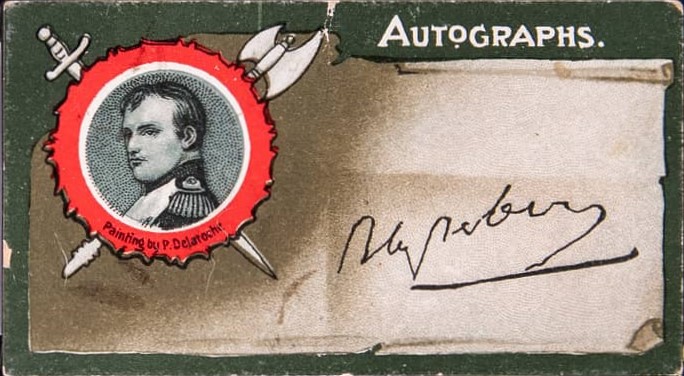 AUTOGRAPHS.
Painting by P. Delaroche